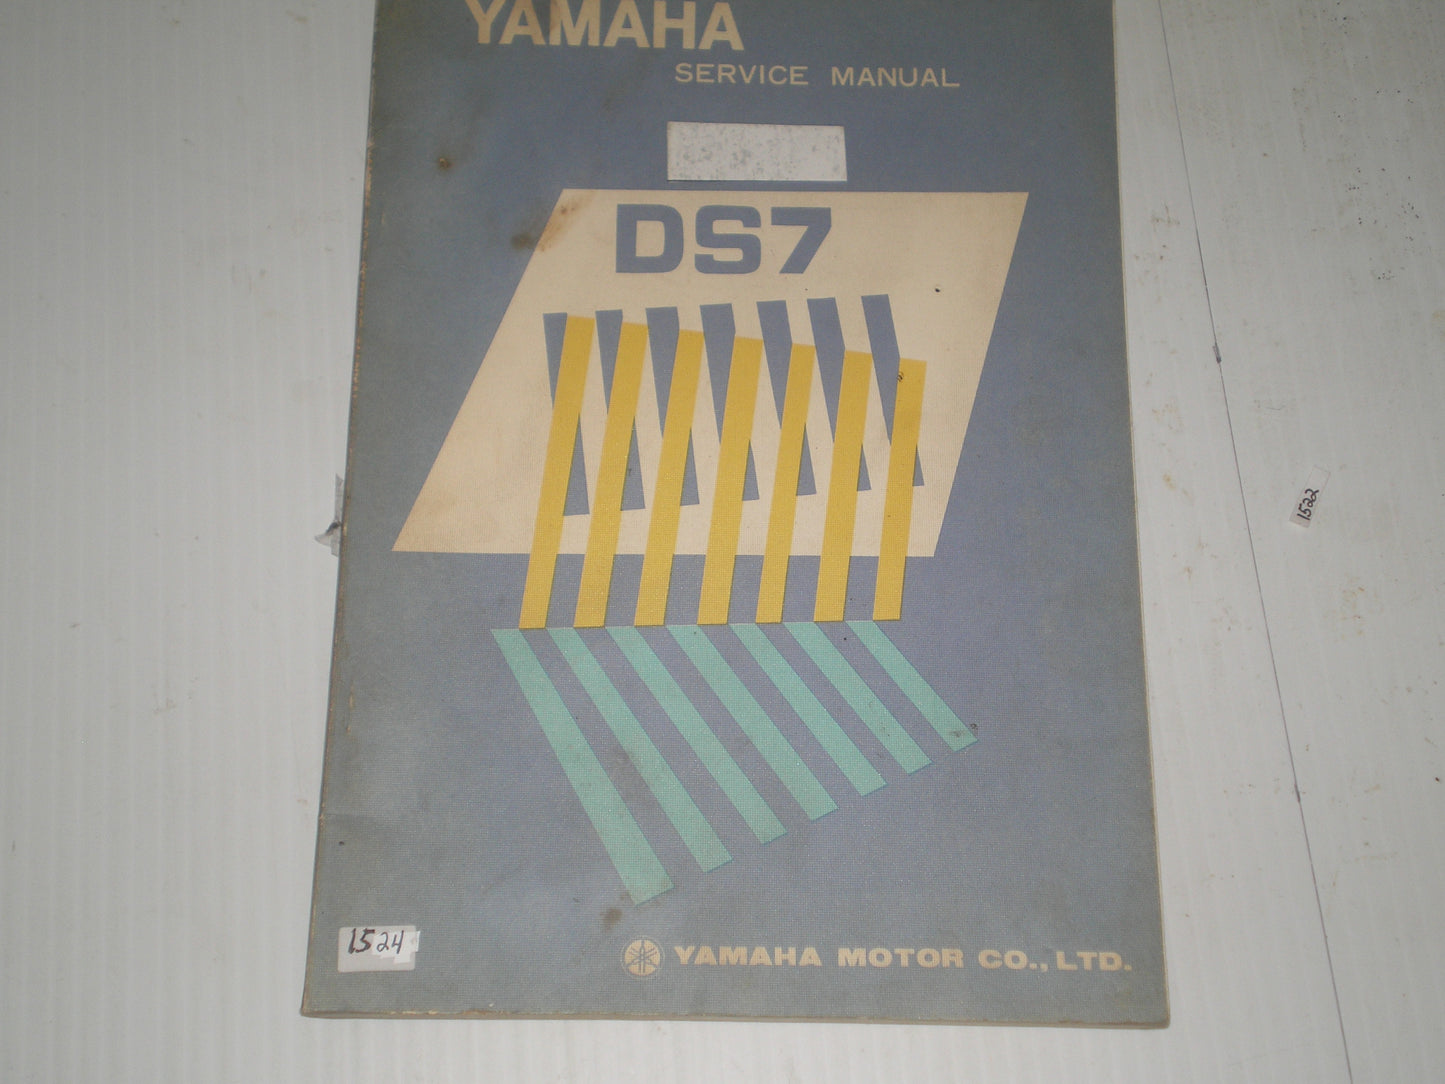 YAMAHA
SERVICE MANUAL
DS7
1522
1524
YAMAHA MOTOR CO., LTD.